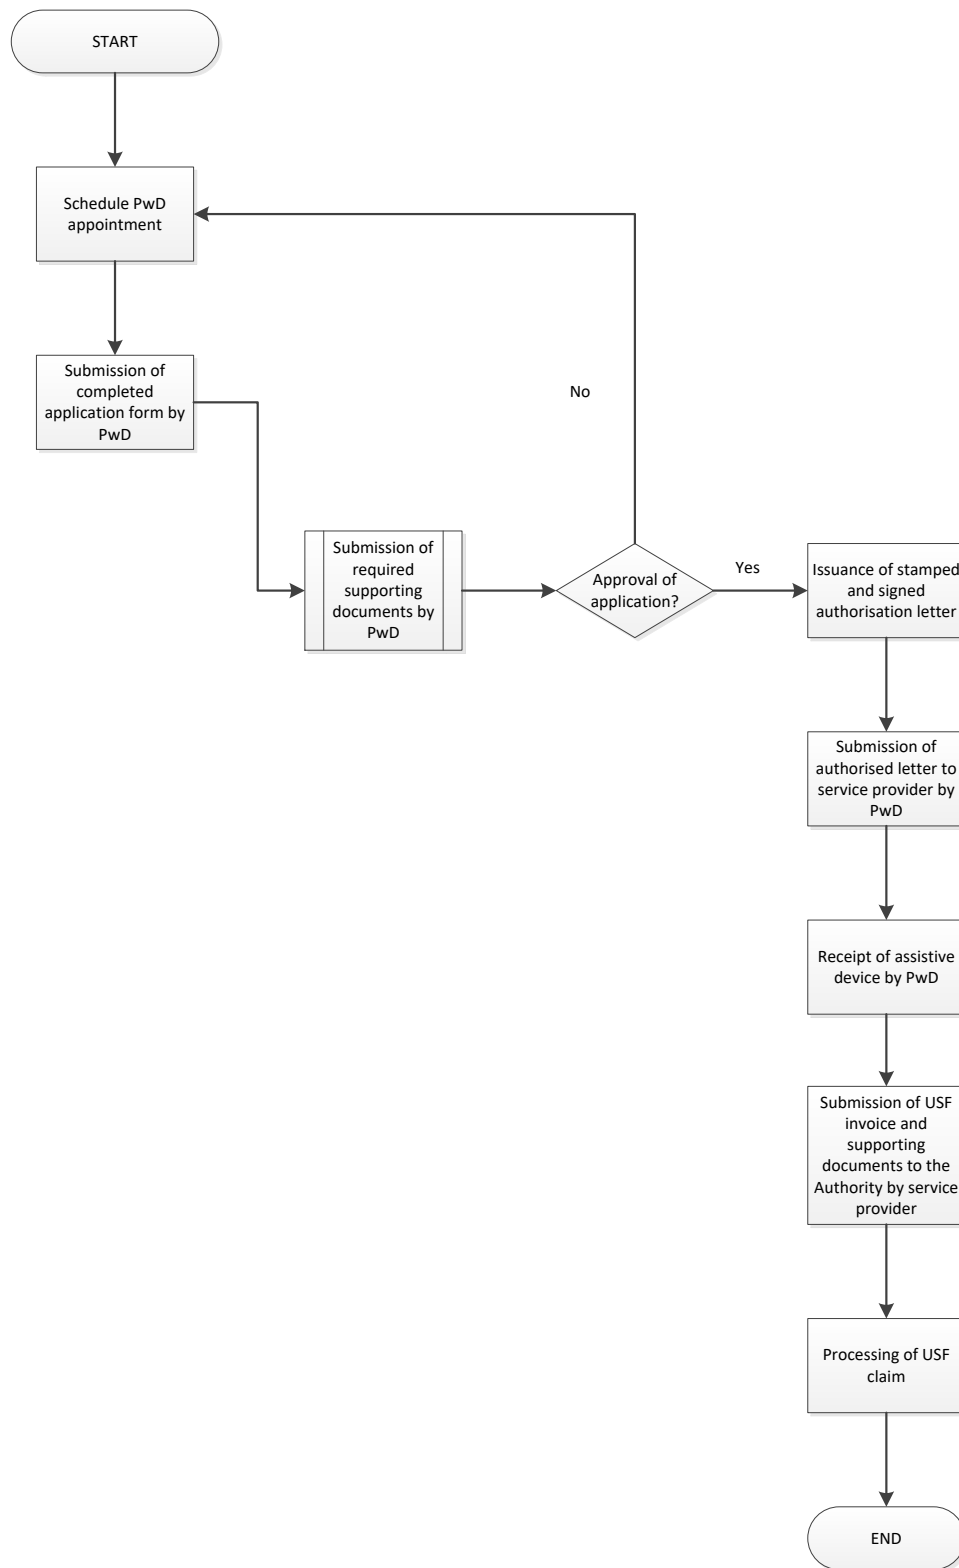 START
Schedule PwD
appointment
Submission of
completed
application form by
PwD
No
Submission of
required
supporting
documents by
PwD
Approval of
application?
Yes
Issuance of stamped
and signed
authorisation letter
Submission of
authorised letter to
service provider by
PwD
Receipt of assistive
device by PwD
Submission of USF
invoice and
supporting
documents to the
Authority by service
provider
Processing of USF
claim
END